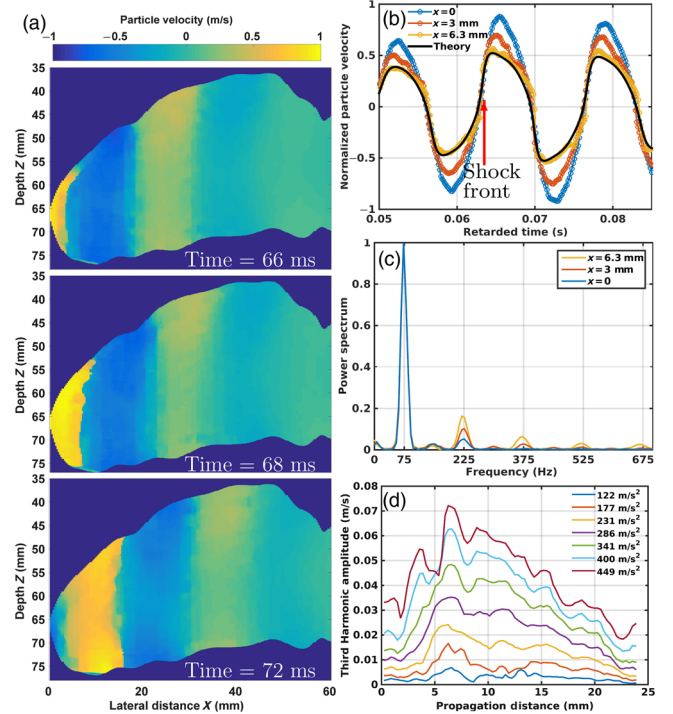 (a)
Particle velocity (m/s)
−1 −0.5 0 0.5 1
35
40
45
50
55
60
65
70
75
Depth Z (mm)
Time = 66 ms
35
40
45
50
55
60
65
70
75
Depth Z (mm)
Time = 68 ms
35
40
50
60
70
75
Depth Z (mm)
Time = 72 ms
0 20 40 60
Lateral distance X (mm)
(b)
x=0
x=3 mm
x=6.3 mm
Theory
1
0.5
0
−0.5
−1
Normalized particle velocity
Shock
front
0.05 0.06 0.07 0.08
Retarded time (s)
(c)
x=6.3 mm
x=3 mm
x=0
1
0.8
0.6
0.4
0.2
0
Power spectrum
0 75 225 375 525 675
Frequency (Hz)
(d)
122 m/s²
177 m/s²
231 m/s²
286 m/s²
341 m/s²
400 m/s²
449 m/s²
0.08
0.07
0.06
0.05
0.04
0.03
0.02
0.01
0
Third Harmonic amplitude (m/s)
0 5 10 15 20 25
Propagation distance (mm)